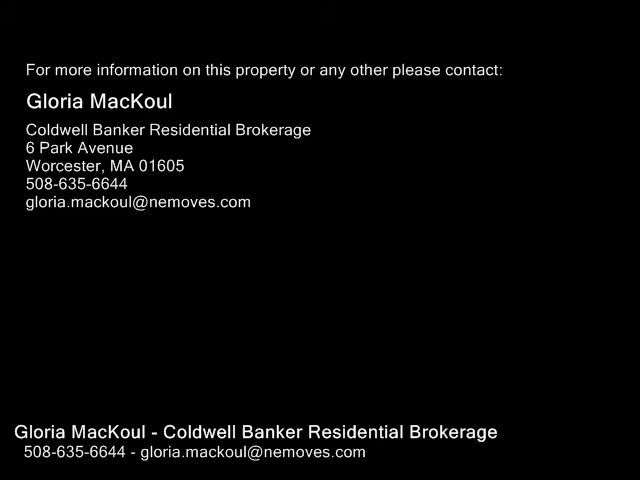 For more information on this property or any other please contact:
Gloria MacKoul
Coldwell Banker Residential Brokerage
6 Park Avenue
Worcester, MA 01605
508-635-6644
gloria.mackoul@nemoves.com
Gloria MacKoul - Coldwell Banker Residential Brokerage
508-635-6644 - gloria.mackoul@nemoves.com